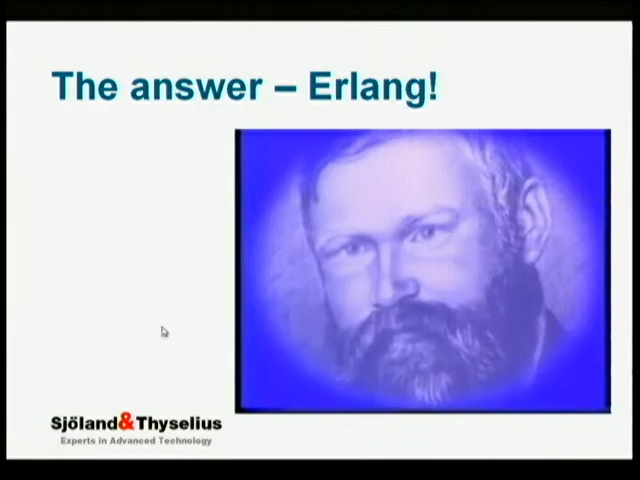 The answer – Erlang!
Sjöland&Thyselius
Experts in Advanced Technology